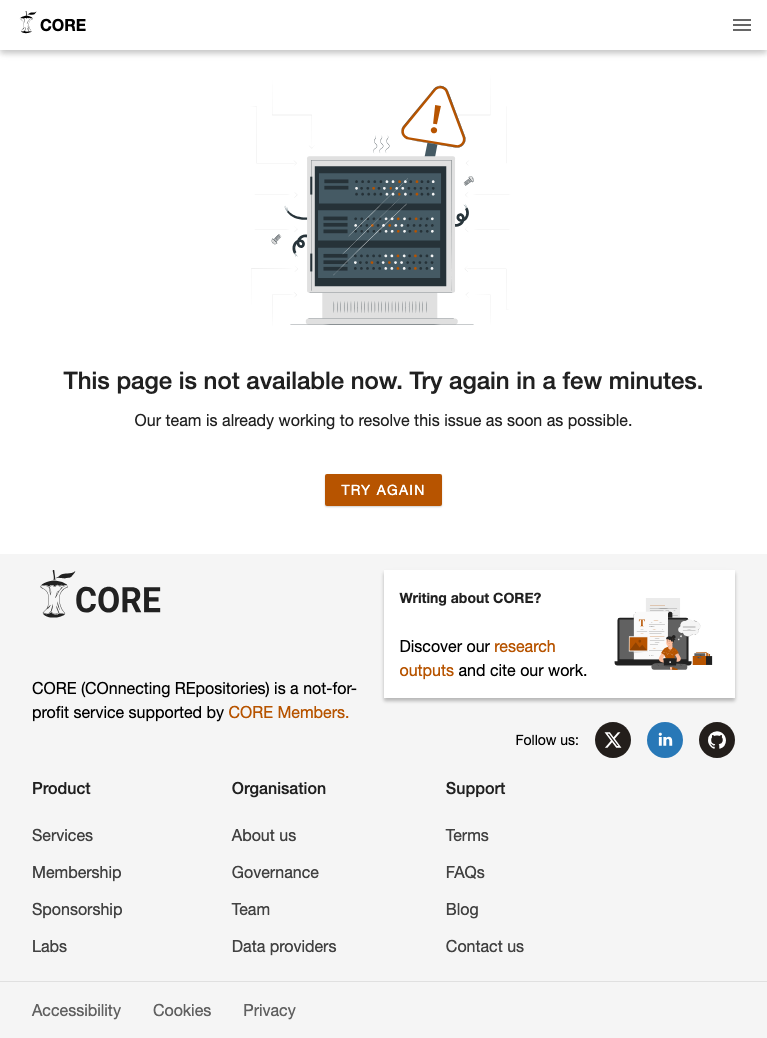 CORE
This page is not available now. Try again in a few minutes.
Our team is already working to resolve this issue as soon as possible.
TRY AGAIN
CORE
Writing about CORE?
Discover our research
outputs and cite our work.
T
CORE (COnnecting REpositories) is a not-for-
profit service supported by CORE Members.
Follow us:
in
Product
Services
Membership
Sponsorship
Labs
Organisation
About us
Governance
Team
Data providers
Support
Terms
FAQs
Blog
Contact us
Accessibility
Cookies
Privacy